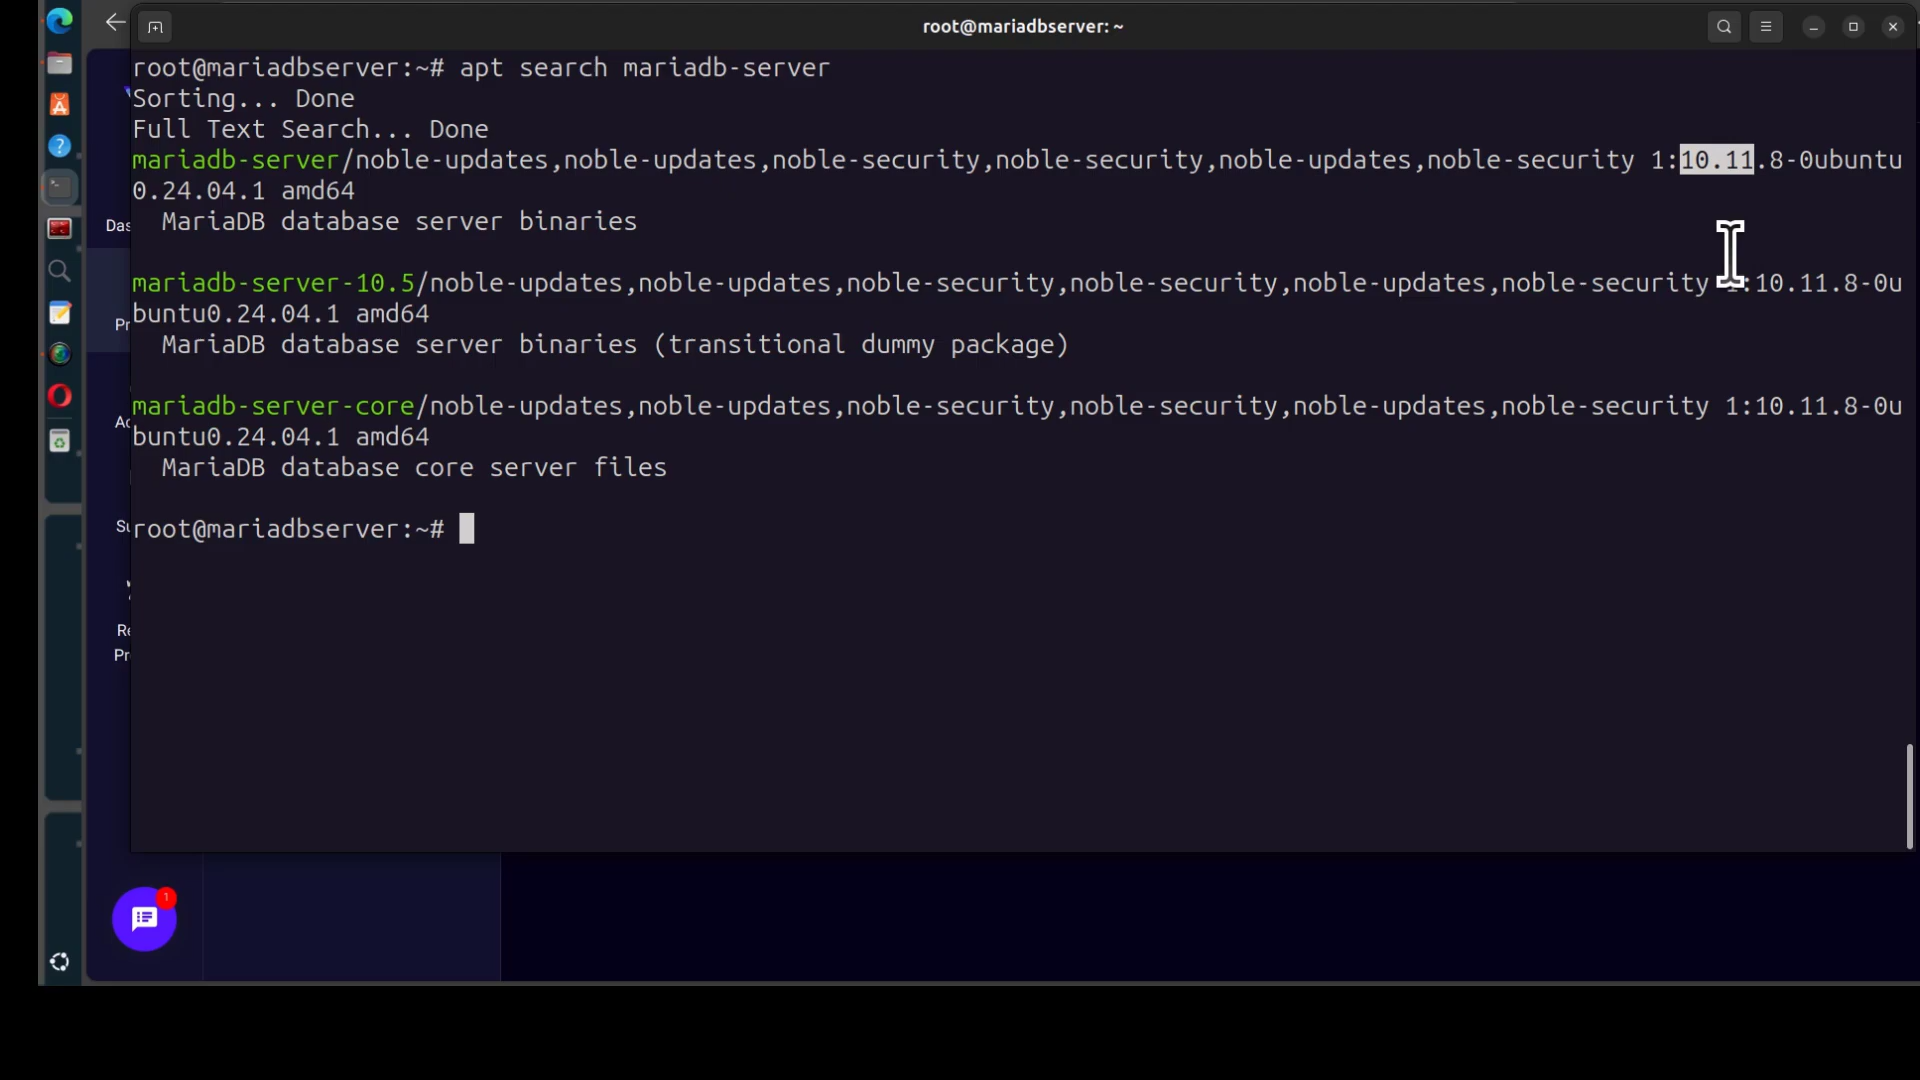 root@mariadbserver: ~
root@mariadbserver:~# apt search mariadb-server
Sorting... Done
Full Text Search... Done
mariadb-server/noble-updates,noble-updates,noble-security,noble-security,noble-updates,noble-security 1:10.11.8-0ubuntu
0.24.04.1 amd64
MariaDB database server binaries
mariadb-server-10.5/noble-updates,noble-updates,noble-security,noble-security,noble-updates,noble-security 1:10.11.8-0u
buntu0.24.04.1 amd64
MariaDB database server binaries (transitional dummy package)
mariadb-server-core/noble-updates,noble-updates,noble-security,noble-security,noble-updates,noble-security 1:10.11.8-0u
buntu0.24.04.1 amd64
MariaDB database core server files
root@mariadbserver:~#
Das
Pr
Su
Pr
1